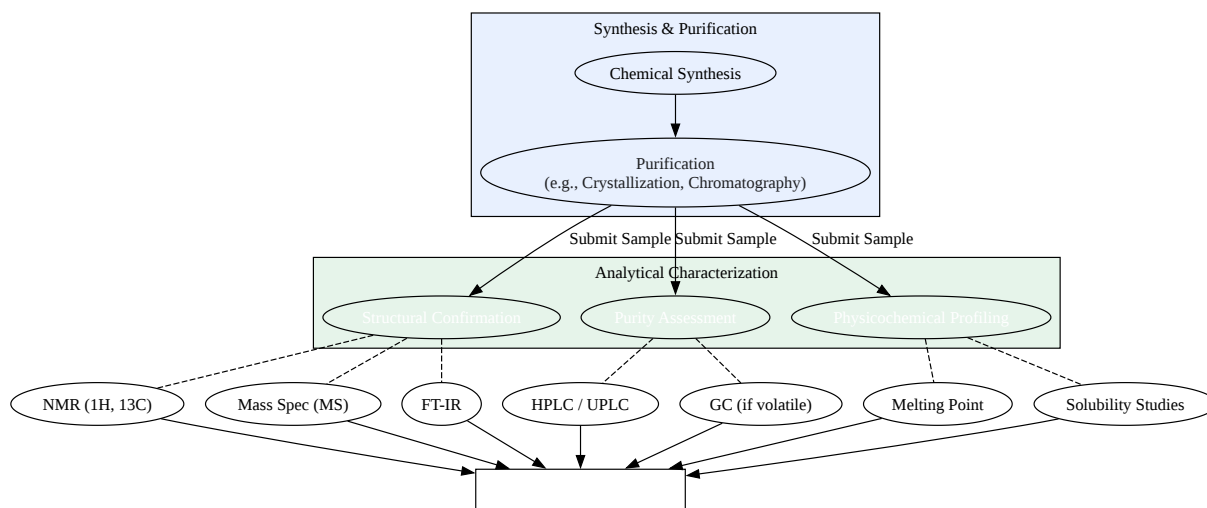 Synthesis & Purification
Chemical Synthesis
Purification
(e.g., Crystallization, Chromatography)
Submit Sample
Submit Sample
Submit Sample
Analytical Characterization
Structural Confirmation
Purity Assessment
Physicochemical Profiling
NMR (1H, 13C)
Mass Spec (MS)
FT-IR
HPLC / UPLC
GC (if volatile)
Melting Point
Solubility Studies